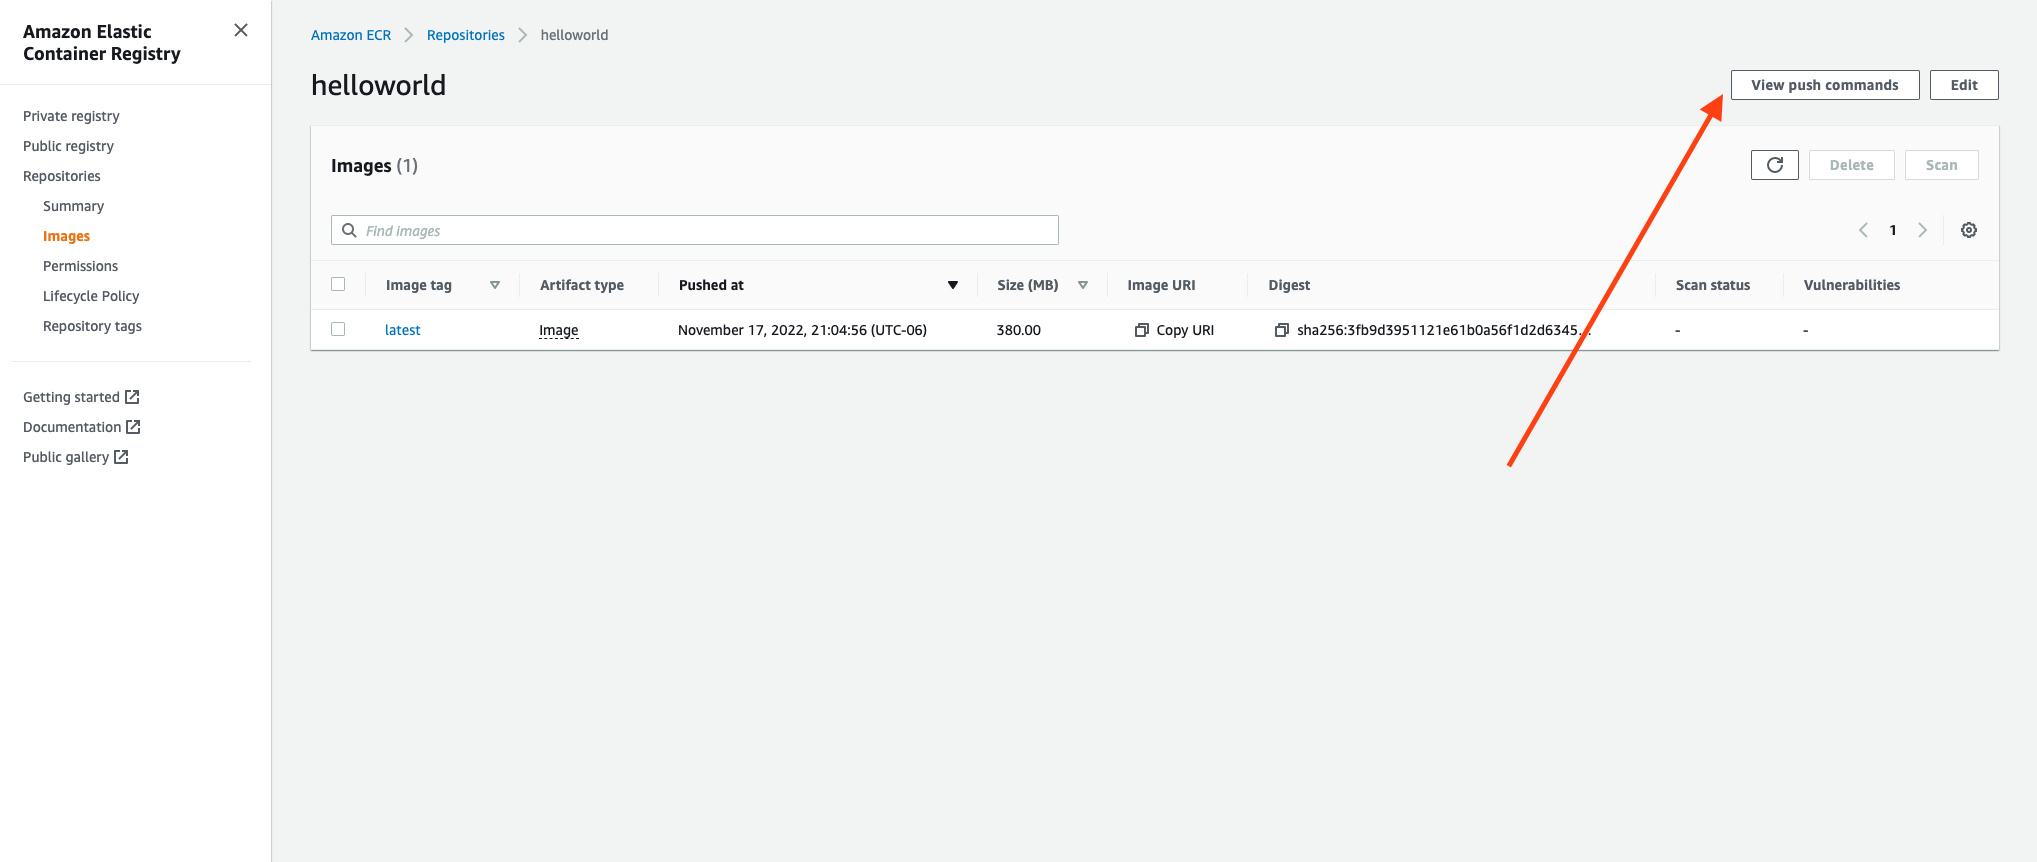 Amazon Elastic
Container Registry
Private registry
Public registry
Repositories
Summary
Images
Permissions
Lifecycle Policy
Repository tags
Getting started
Documentation
Public gallery
Amazon ECR > Repositories > helloworld
helloworld
View push commands Edit
Images (1)
Delete Scan
Find images
1
Image tag Artifact type Pushed at Size (MB) Image URI Digest Scan status Vulnerabilities
latest Image November 17, 2022, 21:04:56 (UTC-06) 380.00 Copy URI sha256:3fb9d3951121e61b0a56f1d2d6345... - -